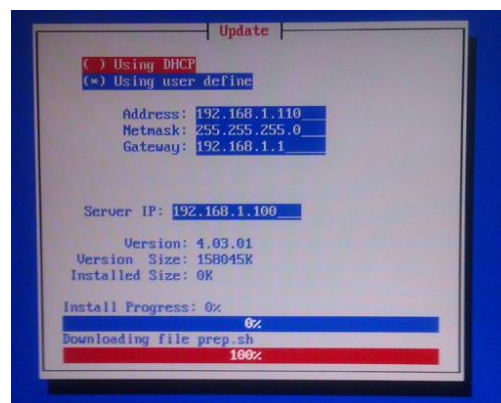 Update
( ) Using DHCP
(*) Using user define
Address: 192.168.1.110
Netmask: 255.255.255.0
Gateway: 192.168.1.1
Server IP: 192.168.1.100
Version: 4.03.01
Version Size: 158045K
Installed Size: 0K
Install Progress: 0%
0%
Downloading file prep.sh
100%